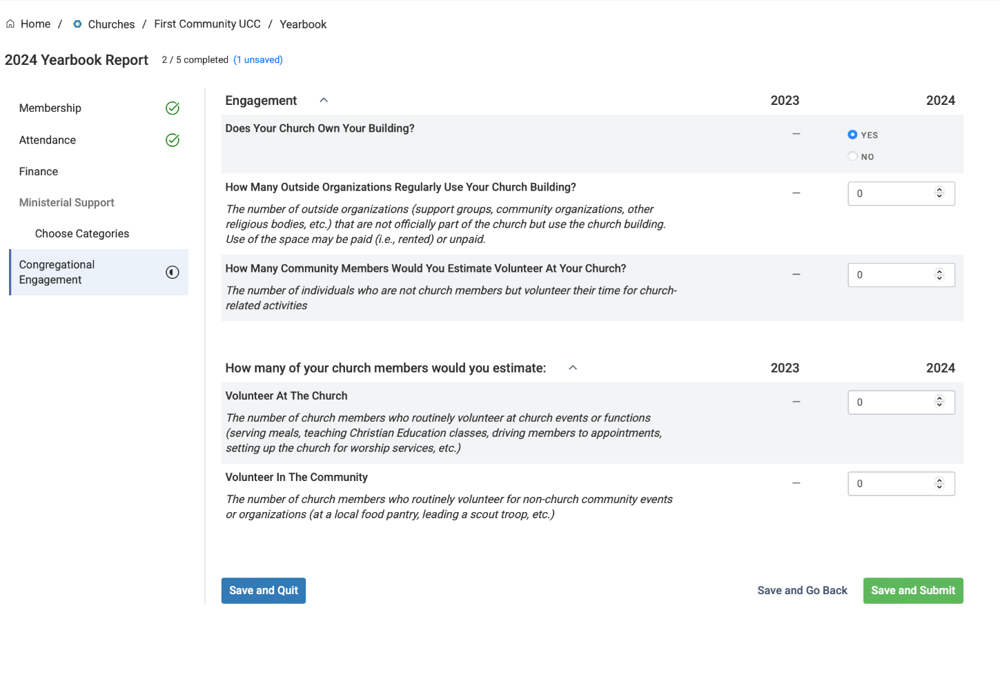 Home / Churches / First Community UCC / Yearbook
2024 Yearbook Report 2 / 5 completed (1 unsaved)
Membership
Attendance
Finance
Ministerial Support
Choose Categories
Congregational
Engagement
Engagement 2023 2024
Does Your Church Own Your Building? — YES
NO
How Many Outside Organizations Regularly Use Your Church Building? — 0
The number of outside organizations (support groups, community organizations, other
religious bodies, etc.) that are not officially part of the church but use the church building.
Use of the space may be paid (i.e., rented) or unpaid.
How Many Community Members Would You Estimate Volunteer At Your Church? — 0
The number of individuals who are not church members but volunteer their time for church-
related activities
How many of your church members would you estimate: 2023 2024
Volunteer At The Church — 0
The number of church members who routinely volunteer at church events or functions
(serving meals, teaching Christian Education classes, driving members to appointments,
setting up the church for worship services, etc.)
Volunteer In The Community — 0
The number of church members who routinely volunteer for non-church community events
or organizations (at a local food pantry, leading a scout troop, etc.)
Save and Quit Save and Go Back Save and Submit